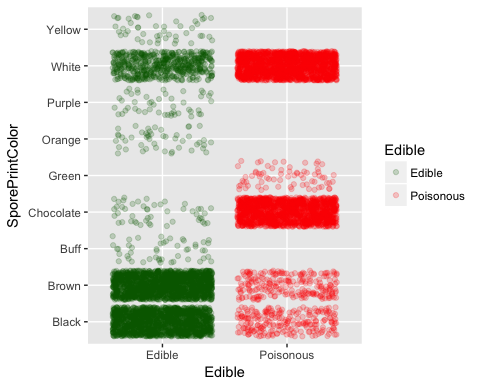 Yellow
White
Purple
Orange
Green
Chocolate
Buff
Brown
Black
SporePrintColor
Edible
Poisonous
Edible
Edible
Edible
Poisonous